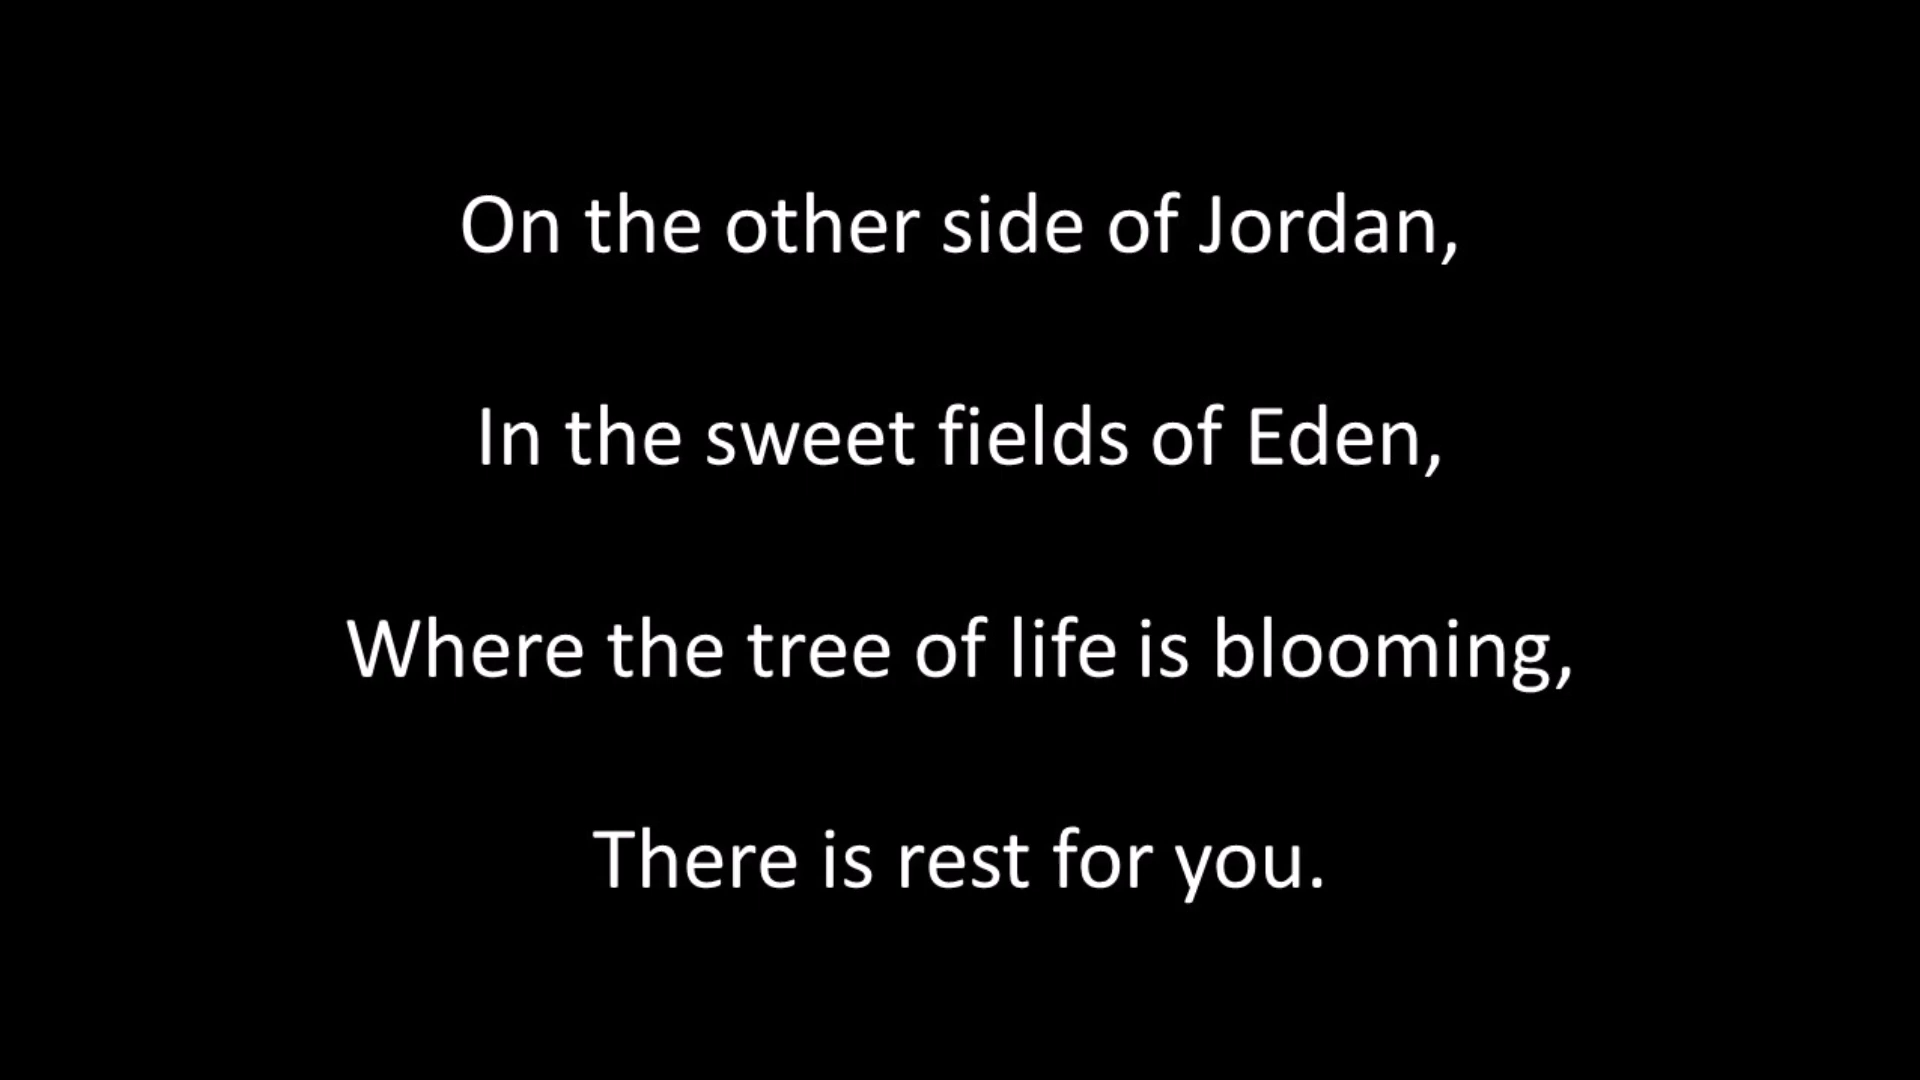 On the other side of Jordan,
In the sweet fields of Eden,
Where the tree of life is blooming,
There is rest for you.